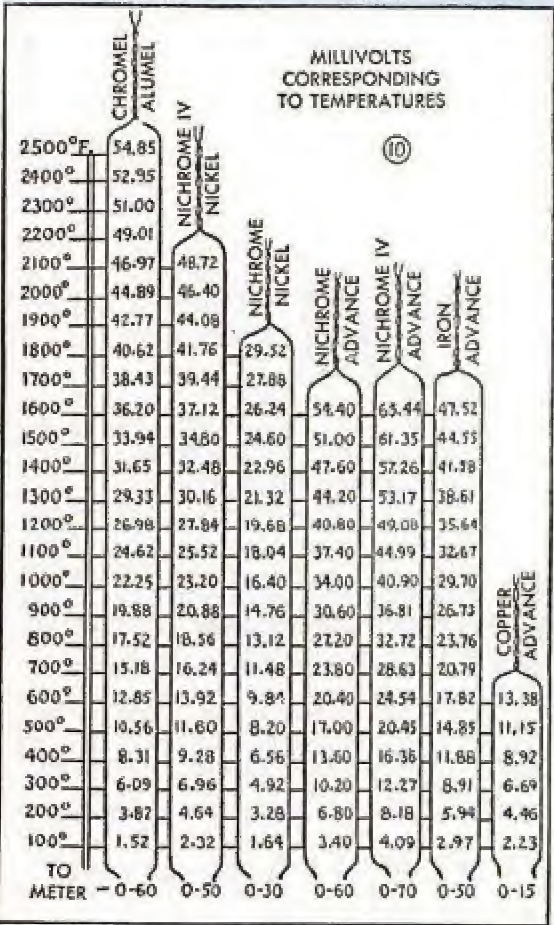 MILLIVOLTS
CORRESPONDING
TO TEMPERATURES
10
CHROMEL
ALUMEL
NICHROME IV
NICKEL
NICHROME
NICKEL
NICHROME
ADVANCE
NICHROME IV
ADVANCE
IRON
ADVANCE
COPPER
ADVANCE
2500°F. 54.85
2400° 52.95
2300° 51.00
2200° 49.01
2100° 46.97 48.72
2000° 44.89 46.40
1900° 42.77 44.08
1800° 40.62 41.76 29.52
1700° 38.43 39.44 27.88
1600° 36.20 37.12 26.24 54.40 65.44 47.52
1500° 33.94 34.80 24.60 51.00 61.35 44.55
1400° 31.65 32.48 22.96 47.60 57.26 41.58
1300° 29.33 30.16 21.32 44.20 53.17 38.61
1200° 26.98 27.84 19.68 40.80 49.08 35.64
1100° 24.62 25.52 18.04 37.40 44.99 32.67
1000° 22.25 23.20 16.40 34.00 40.90 29.70
900° 19.88 20.88 14.76 30.60 36.81 26.73
800° 17.52 18.56 13.12 27.20 32.72 23.76
700° 15.18 16.24 11.48 23.80 28.63 20.79
600° 12.85 13.92 9.84 20.40 24.54 17.82 13.38
500° 10.56 11.60 8.20 17.00 20.45 14.85 11.15
400° 8.31 9.28 6.56 13.60 16.36 11.88 8.92
300° 6.09 6.96 4.92 10.20 12.27 8.91 6.69
200° 3.82 4.64 3.28 6.80 8.18 5.94 4.46
100° 1.52 2.32 1.64 3.40 4.09 2.97 2.23
TO
METER - 0-60 0-50 0-30 0-60 0-70 0-50 0-15